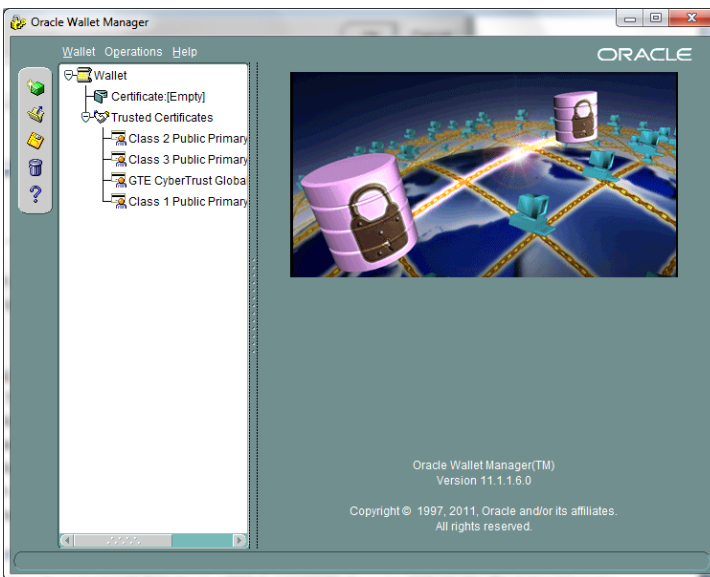 Oracle Wallet Manager
Wallet Operations Help
ORACLE
Wallet
Certificate:[Empty]
Trusted Certificates
Class 2 Public Primary
Class 3 Public Primary
GTE CyberTrust Globa
Class 1 Public Primary
Oracle Wallet Manager(TM)
Version 11.1.1.6.0
Copyright © 1997, 2011, Oracle and/or its affiliates.
All rights reserved.